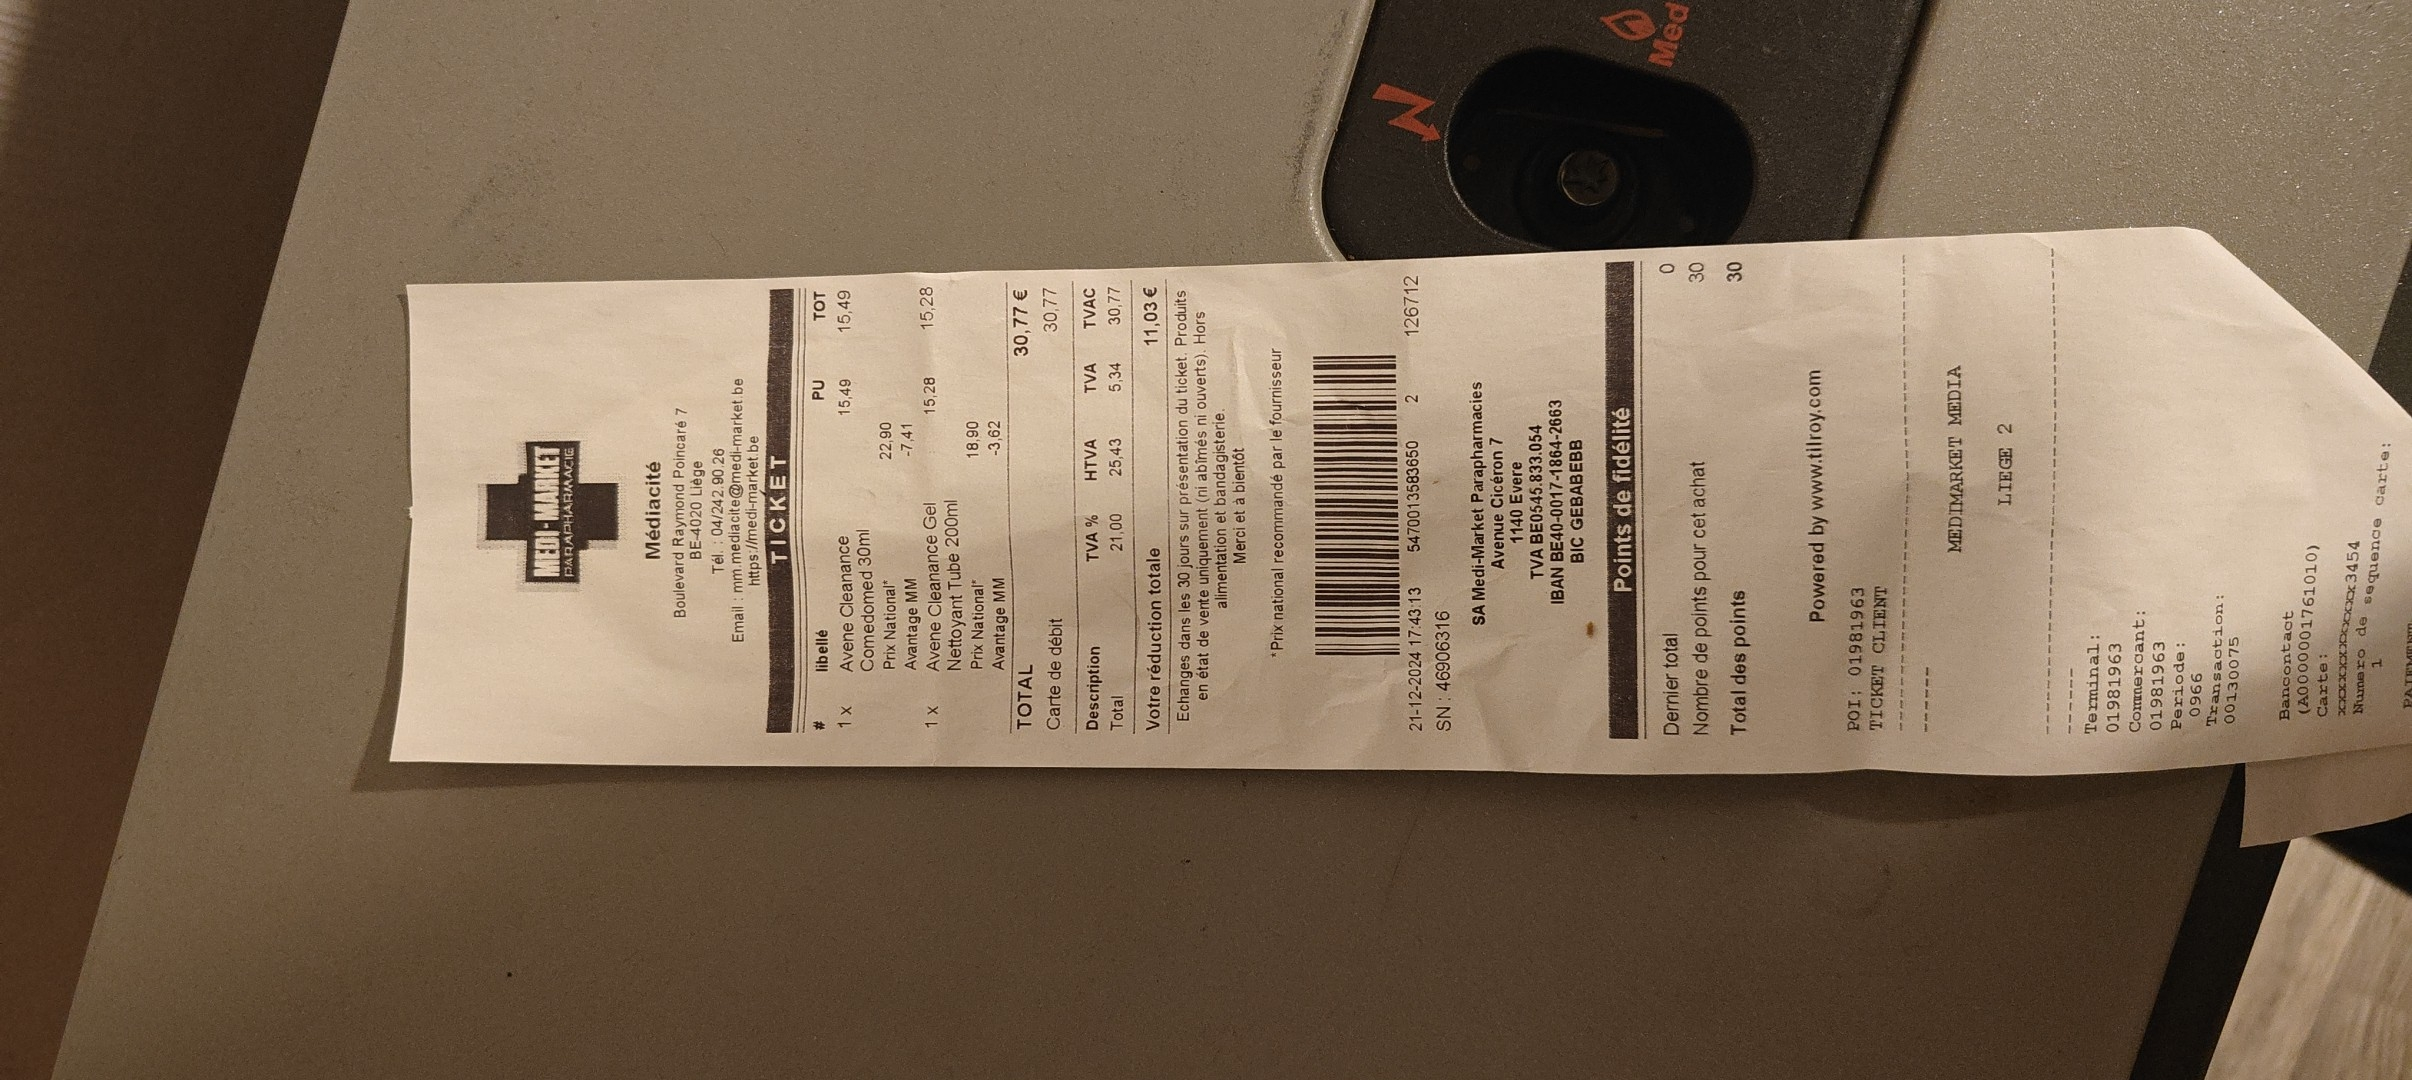 MEDI-MARKET
PARAPHARMACIE
Médiacité
Boulevard Raymond Poincaré 7
BE-4020 Liège
Tél. : 04/242.90.26
Email : mm.mediacite@medi-market.be
https://medi-market.be
TICKET
# libellé PU TOT
1 x Avene Cleanance 15,49 15,49
Comedomed 30ml
Prix National* 22,90
Avantage MM -7,41
1 x Avene Cleanance Gel 15,28 15,28
Nettoyant Tube 200ml
Prix National* 18,90
Avantage MM -3,62
TOTAL 30,77 €
Carte de débit 30,77
Description TVA % HTVA TVA TVAC
Total 21,00 25,43 5,34 30,77
Votre réduction totale 11,03 €
Echanges dans les 30 jours sur présentation du ticket. Produits
en état de vente uniquement (ni abîmés ni ouverts). Hors
alimentation et bandagisterie.
Merci et à bientôt
*Prix national recommandé par le fournisseur
21-12-2024 17:43:13 5470013583650 2 126712
SN : 46906316
SA Medi-Market Parapharmacies
Avenue Cicéron 7
1140 Evere
TVA BE0545.833.054
IBAN BE40-0017-1864-2663
BIC GEBABEBB
Points de fidélité
Dernier total 0
Nombre de points pour cet achat 30
Total des points 30
Powered by www.tilroy.com
POI: 01981963
TICKET CLIENT
MEDIMARKET MEDIA
LIEGE 2
Terminal:
01981963
Commercant:
01981963
Periode:
0966
Transaction:
00130075
Bancontact
(A000001761010)
Carte:
xxxxxxxxxxxxx3454
Numero de sequence carte:
1
Med